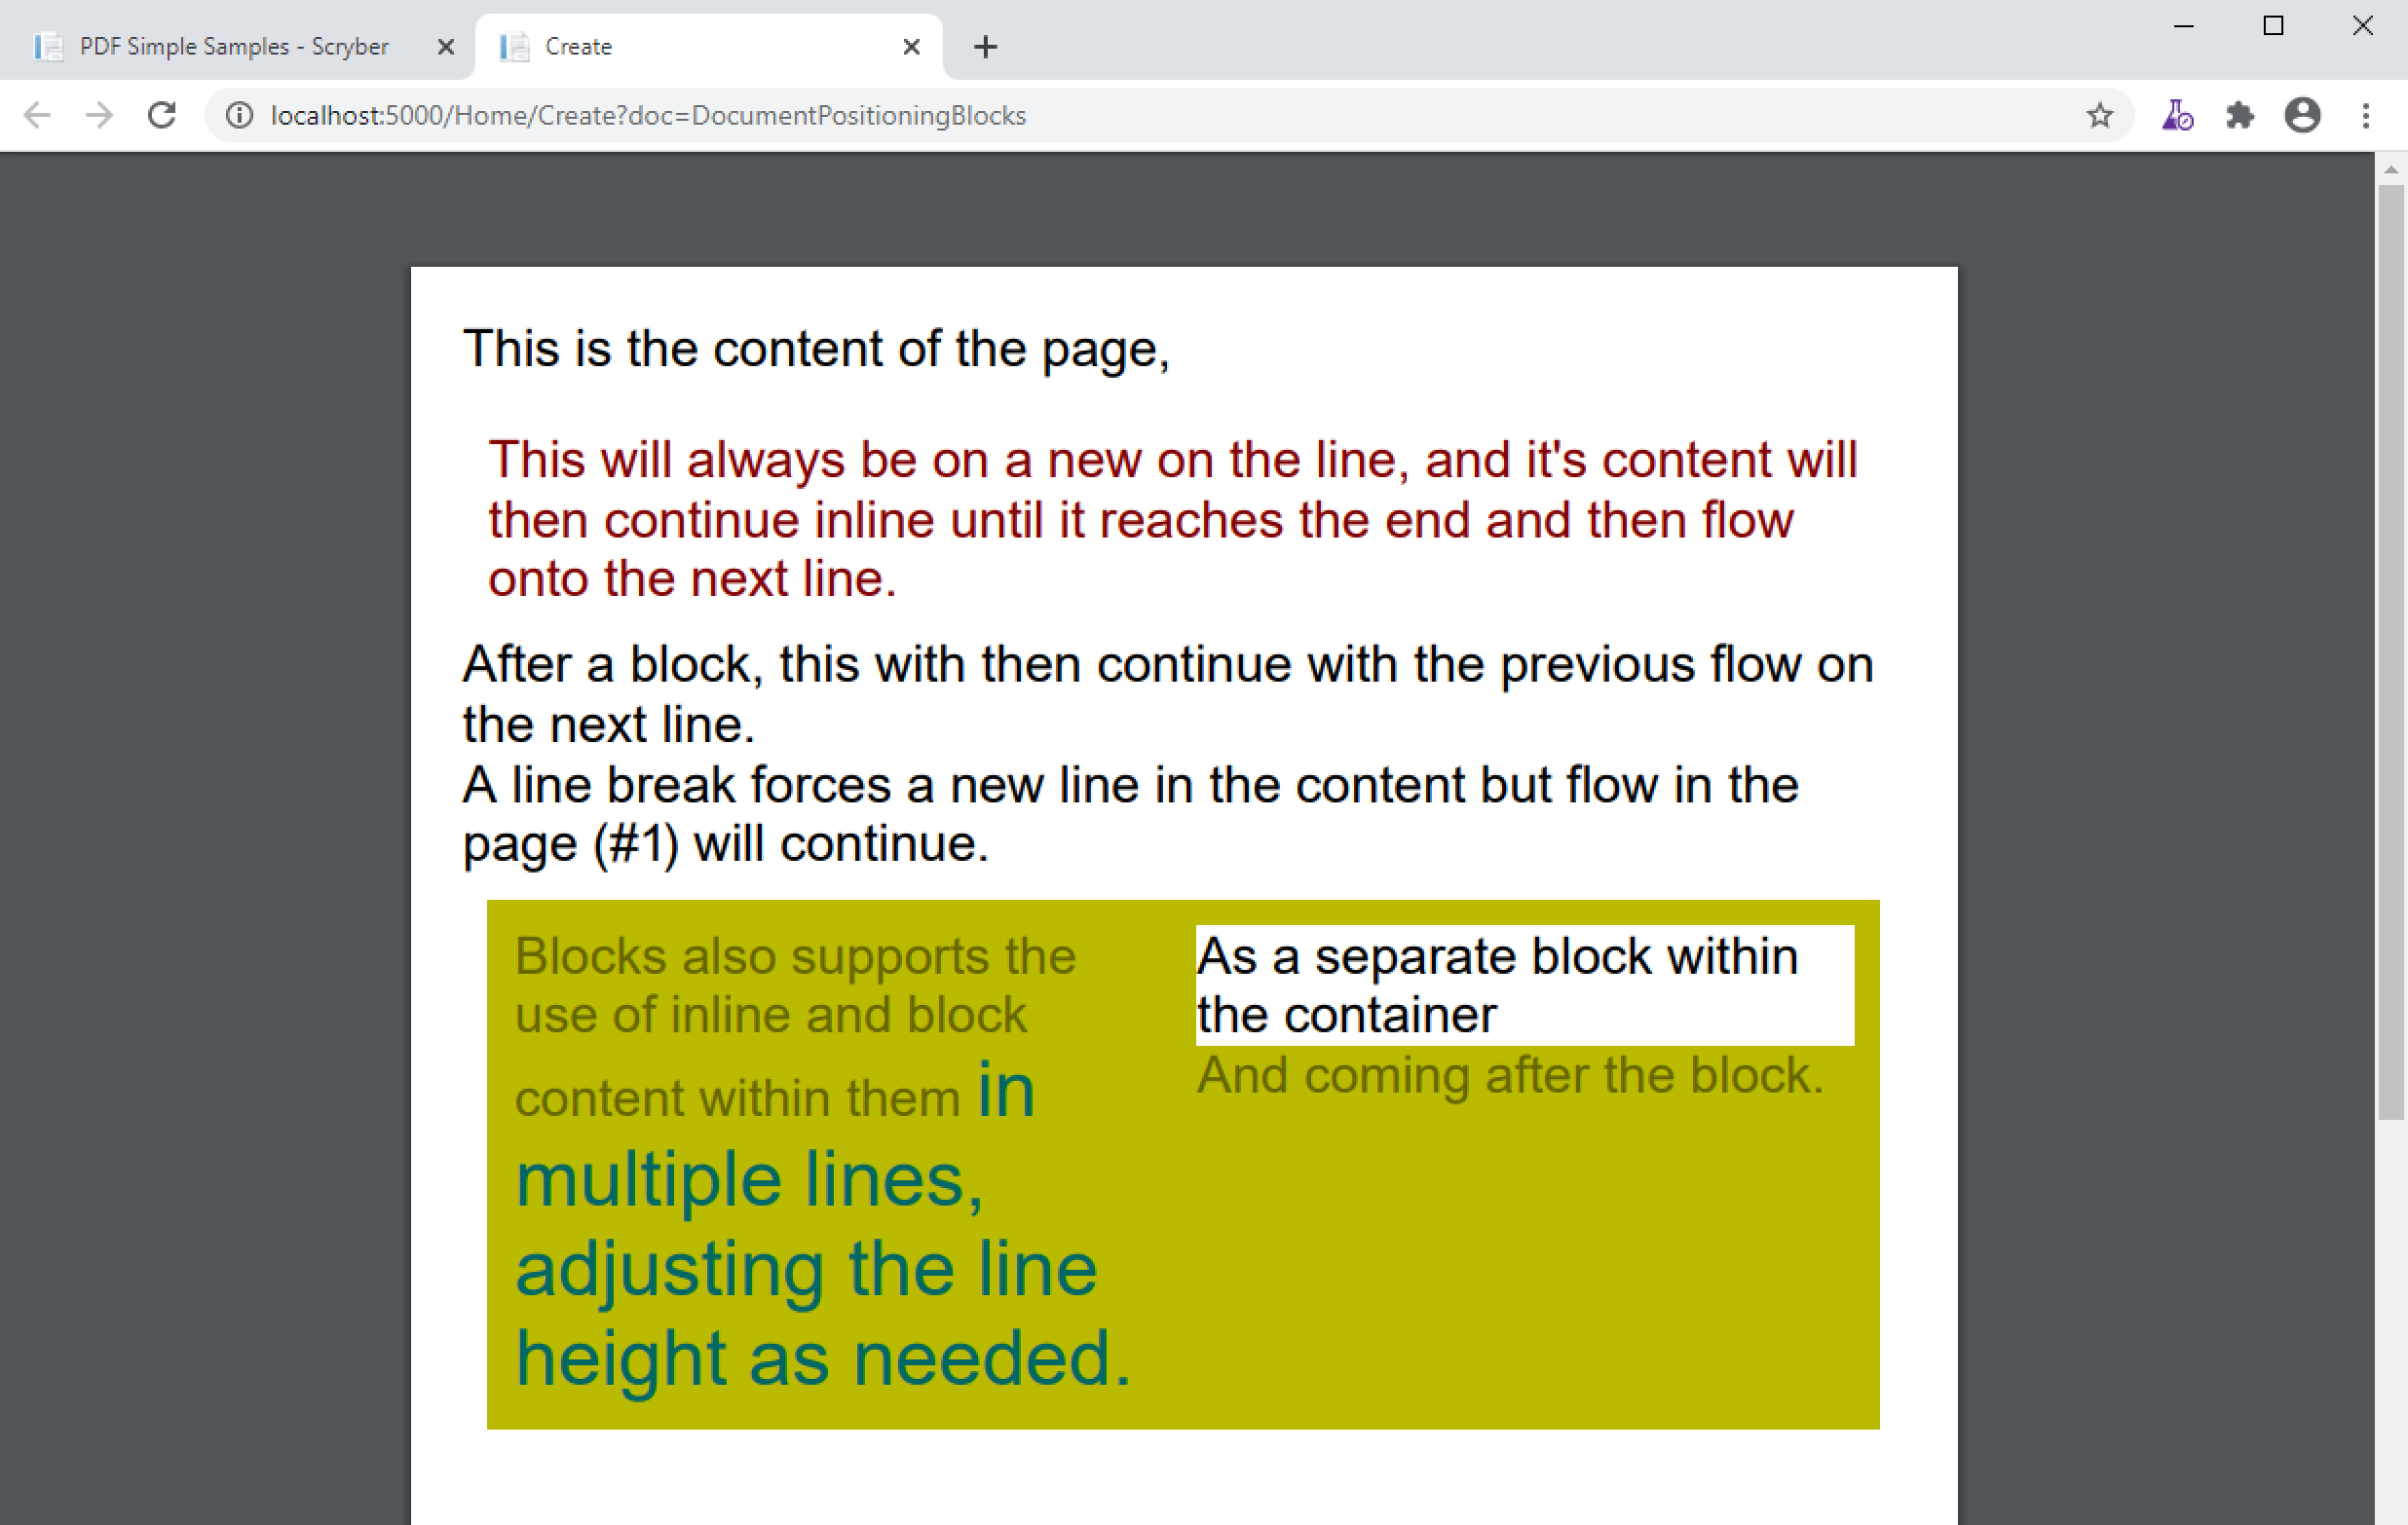 PDF Simple Samples - Scryber
Create
localhost:5000/Home/Create?doc=DocumentPositioningBlocks
This is the content of the page,
This will always be on a new on the line, and it's content will
then continue inline until it reaches the end and then flow
onto the next line.
After a block, this with then continue with the previous flow on
the next line.
A line break forces a new line in the content but flow in the
page (#1) will continue.
Blocks also supports the
use of inline and block
content within them in
multiple lines,
adjusting the line
height as needed.
As a separate block within
the container
And coming after the block.